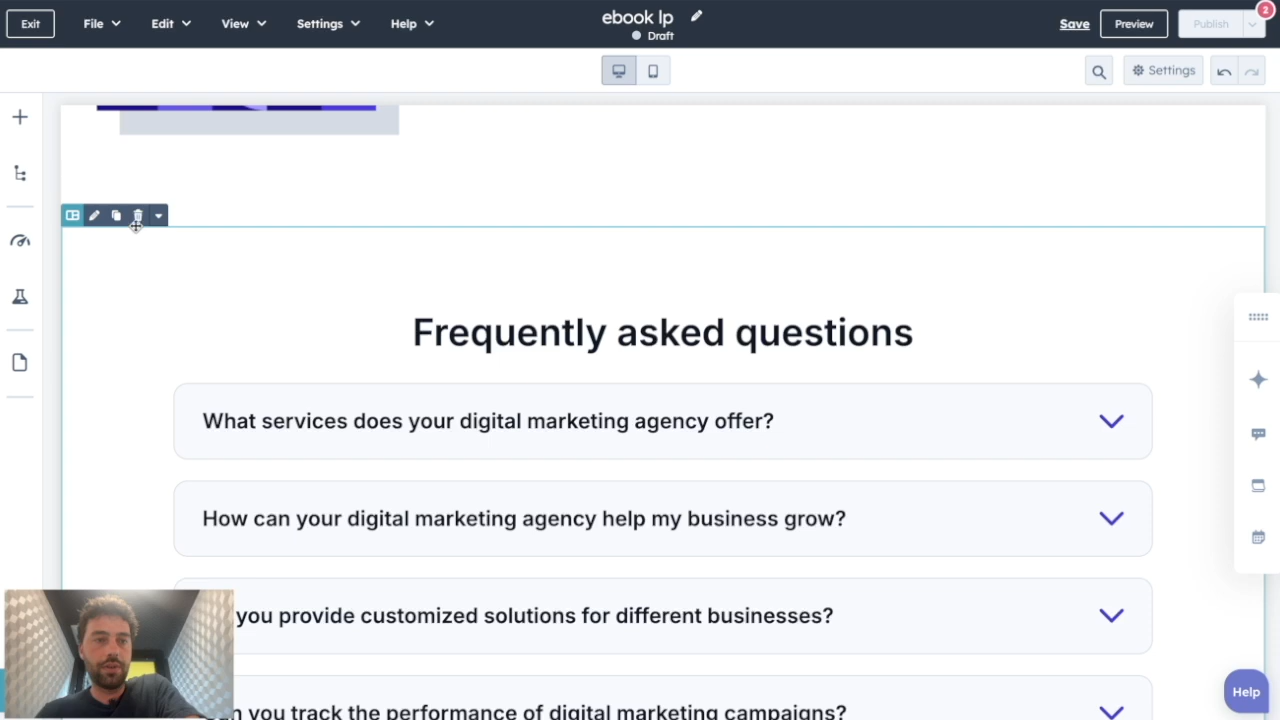 Exit
File
Edit
View
Settings
Help
ebook lp
Draft
Save
Preview
Publish
2
Settings
Frequently asked questions
What services does your digital marketing agency offer?
How can your digital marketing agency help my business grow?
you provide customized solutions for different businesses?
you track the performance of digital marketing campaigns?
Help